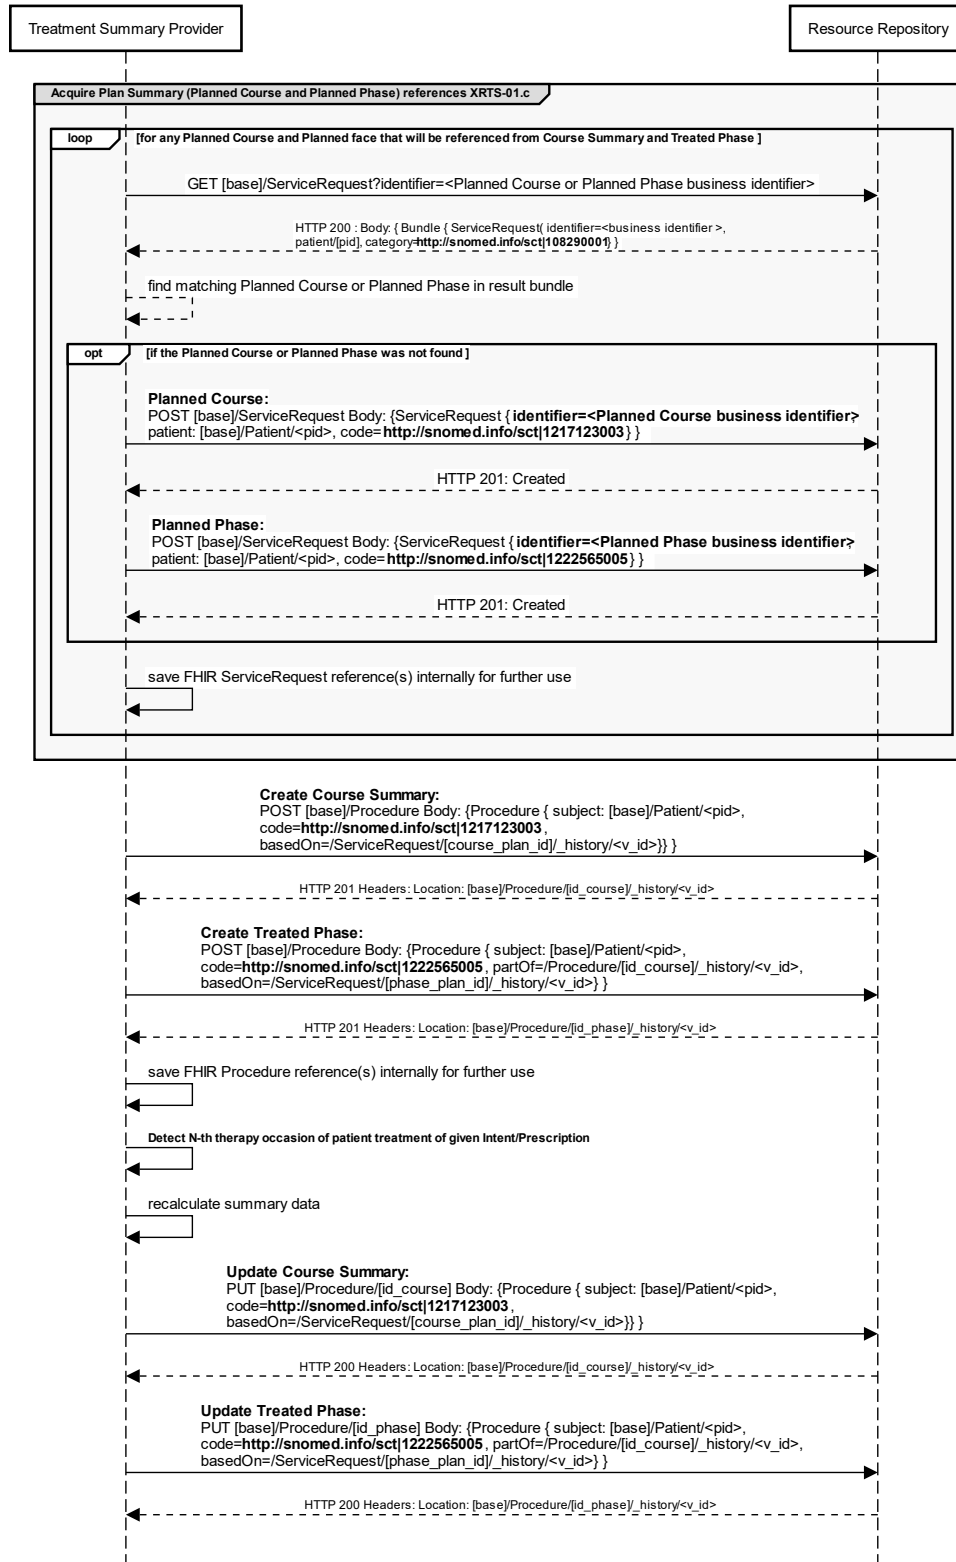 Treatment Summary Provider
Resource Repository
Acquire Plan Summary (Planned Course and Planned Phase) references XRTS-01.c
loop
[for any Planned Course and Planned face that will be referenced from Course Summary and Treated Phase ]
GET [base]/ServiceRequest?identifier=<Planned Course or Planned Phase business identifier>
HTTP 200 : Body: { Bundle { ServiceRequest( identifier=<business identifier >,
patient/[pid], category=http://snomed.info/sct|108290001} }
find matching Planned Course or Planned Phase in result bundle
opt
[if the Planned Course or Planned Phase was not found ]
Planned Course:
POST [base]/ServiceRequest Body: {ServiceRequest { identifier=<Planned Course business identifier>,
patient: [base]/Patient/<pid>, code=http://snomed.info/sct|1217123003 } }
HTTP 201: Created
Planned Phase:
POST [base]/ServiceRequest Body: {ServiceRequest { identifier=<Planned Phase business identifier>,
patient: [base]/Patient/<pid>, code=http://snomed.info/sct|1222565005 } }
HTTP 201: Created
save FHIR ServiceRequest reference(s) internally for further use
Create Course Summary:
POST [base]/Procedure Body: {Procedure { subject: [base]/Patient/<pid>,
code=http://snomed.info/sct|1217123003 ,
basedOn=/ServiceRequest/[course_plan_id]/_history/<v_id>}} }
HTTP 201 Headers: Location: [base]/Procedure/[id_course]/_history/<v_id>
Create Treated Phase:
POST [base]/Procedure Body: {Procedure { subject: [base]/Patient/<pid>,
code=http://snomed.info/sct|1222565005 , partOf=/Procedure/[id_course]/_history/<v_id>,
basedOn=/ServiceRequest/[phase_plan_id]/_history/<v_id>} }
HTTP 201 Headers: Location: [base]/Procedure/[id_phase]/_history/<v_id>
save FHIR Procedure reference(s) internally for further use
Detect N-th therapy occasion of patient treatment of given Intent/Prescription
recalculate summary data
Update Course Summary:
PUT [base]/Procedure/[id_course] Body: {Procedure { subject: [base]/Patient/<pid>,
code=http://snomed.info/sct|1217123003 ,
basedOn=/ServiceRequest/[course_plan_id]/_history/<v_id>}} }
HTTP 200 Headers: Location: [base]/Procedure/[id_course]/_history/<v_id>
Update Treated Phase:
PUT [base]/Procedure/[id_phase] Body: {Procedure { subject: [base]/Patient/<pid>,
code=http://snomed.info/sct|1222565005 , partOf=/Procedure/[id_course]/_history/<v_id>,
basedOn=/ServiceRequest/[phase_plan_id]/_history/<v_id>} }
HTTP 200 Headers: Location: [base]/Procedure/[id_phase]/_history/<v_id>